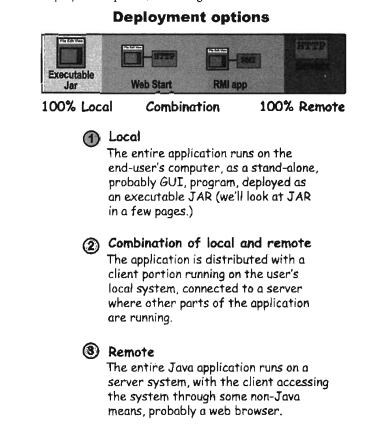 Deployment options
HTTP
HTTP
RMI
Executable
Jar
Web Start
RMI app
100% Local
Combination
100% Remote
1 Local
The entire application runs on the
end-user's computer, as a stand-alone,
probably GUI, program, deployed as
an executable JAR (we'll look at JAR
in a few pages.)
2 Combination of local and remote
The application is distributed with a
client portion running on the user's
local system, connected to a server
where other parts of the application
are running.
3 Remote
The entire Java application runs on a
server system, with the client accessing
the system through some non-Java
means, probably a web browser.